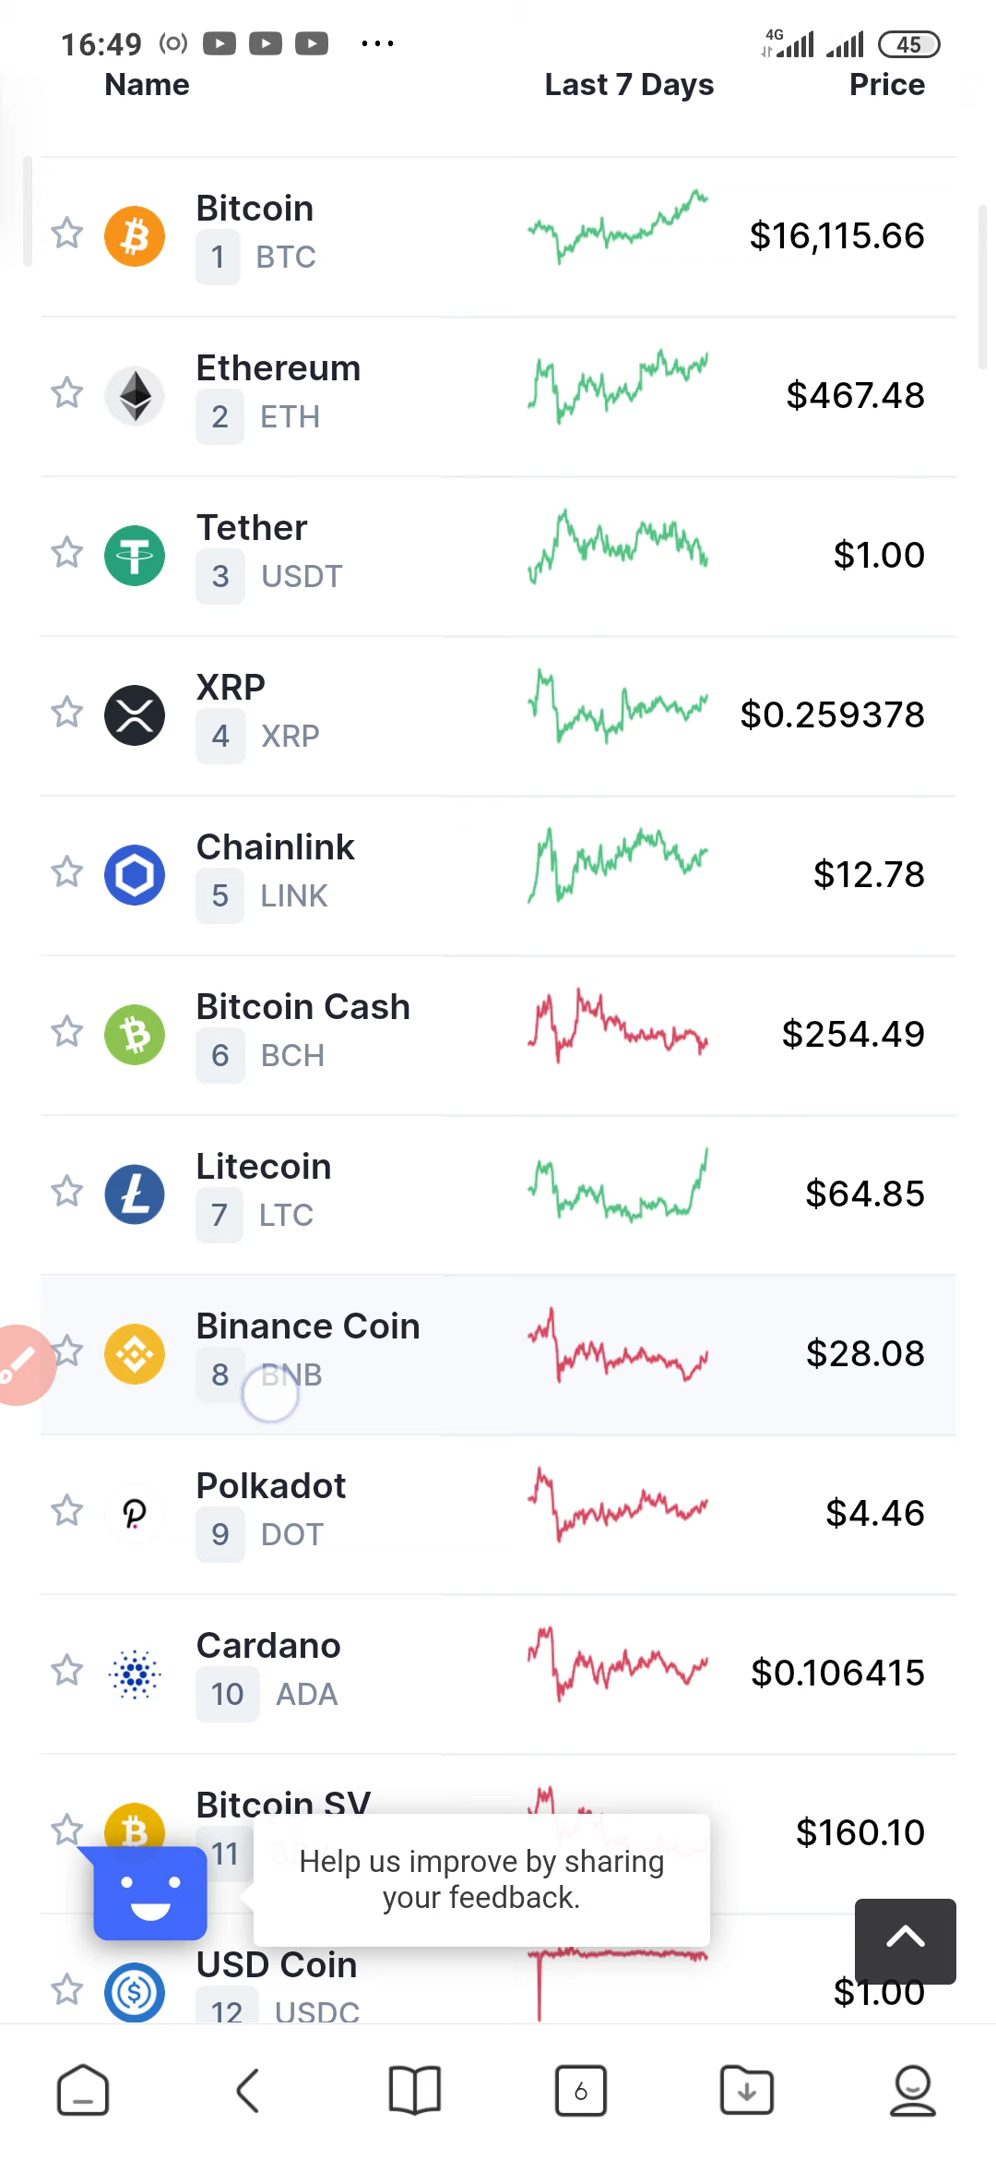 16:49 4G 45
Name Last 7 Days Price
Bitcoin
1 BTC $16,115.66
Ethereum
2 ETH $467.48
Tether
3 USDT $1.00
XRP
4 XRP $0.259378
Chainlink
5 LINK $12.78
Bitcoin Cash
6 BCH $254.49
Litecoin
7 LTC $64.85
Binance Coin
8 BNB $28.08
Polkadot
9 DOT $4.46
Cardano
10 ADA $0.106415
Bitcoin SV
11 $160.10
Help us improve by sharing
your feedback.
USD Coin
12 USDC $1.00
6